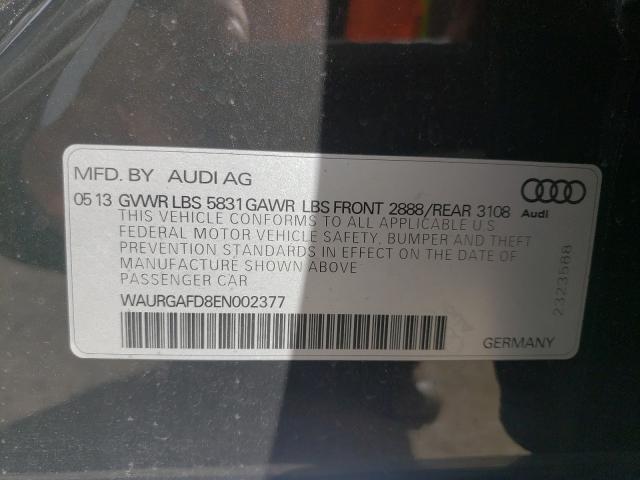 MFD. BY AUDI AG
05 13 GVWR LBS 5831 GAWR LBS FRONT 2888/REAR 3108
THIS VEHICLE CONFORMS TO ALL APPLICABLE U.S
FEDERAL MOTOR VEHICLE SAFETY, BUMPER AND THEFT
PREVENTION STANDARDS IN EFFECT ON THE DATE OF
MANUFACTURE SHOWN ABOVE
PASSENGER CAR
WAURGAFD8EN002377
Audi
2323588
GERMANY